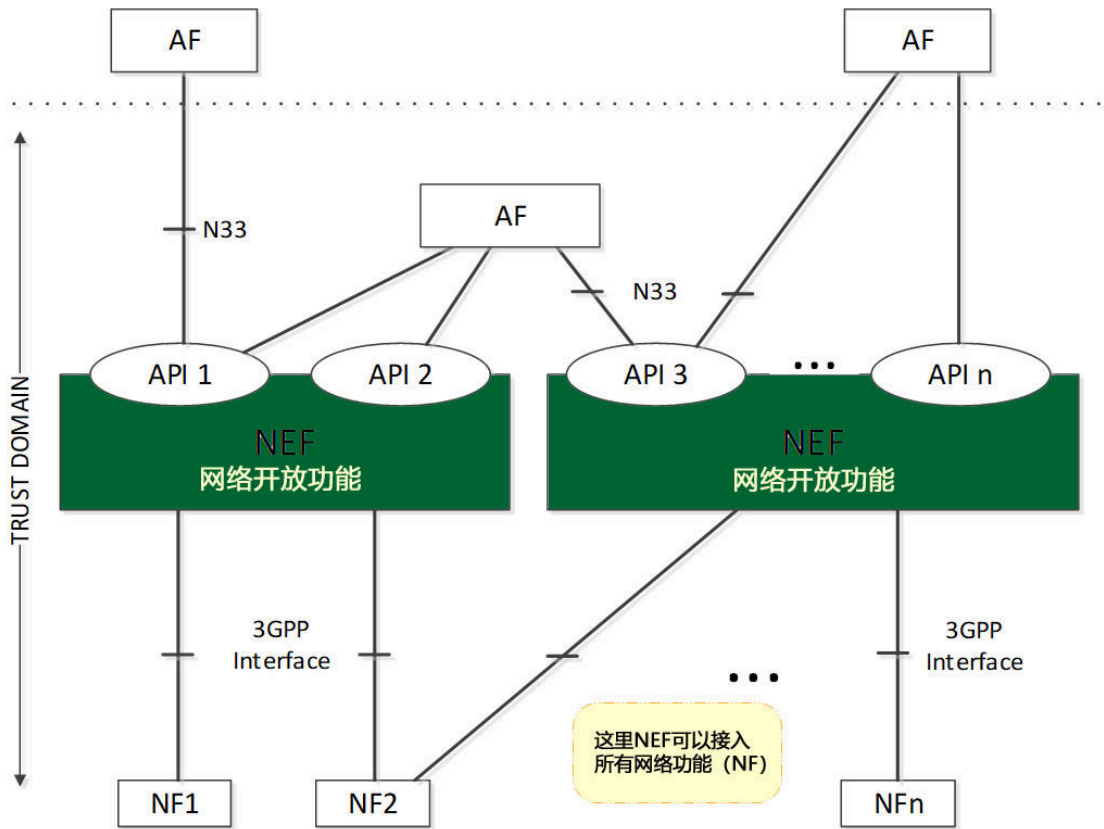 AF
AF
AF
N33
N33
API 1
API 2
API 3
...
API n
NEF
网络开放功能
NEF
网络开放功能
TRUST DOMAIN
3GPP
Interface
3GPP
Interface
...
这里NEF可以接入
所有网络功能（NF）
NF1
NF2
NFn